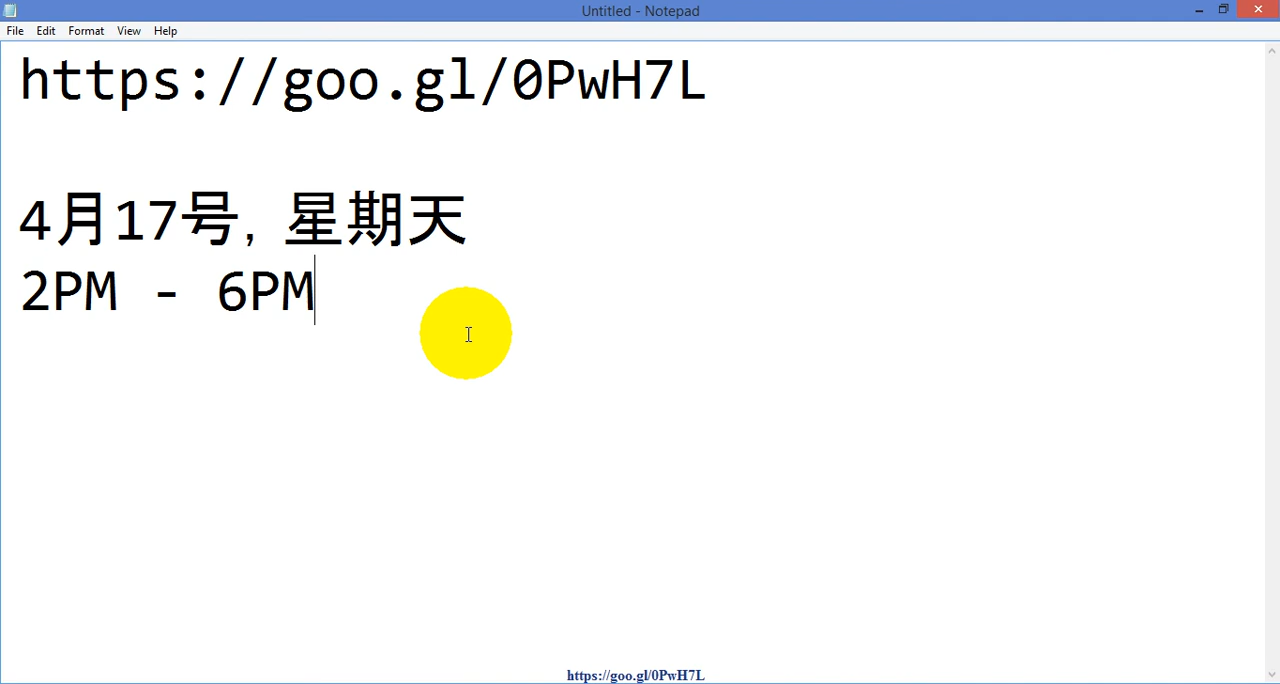 Untitled - Notepad
File Edit Format View Help
https://goo.gl/0PwH7L
4月17号, 星期天
2PM - 6PM
https://goo.gl/0PwH7L